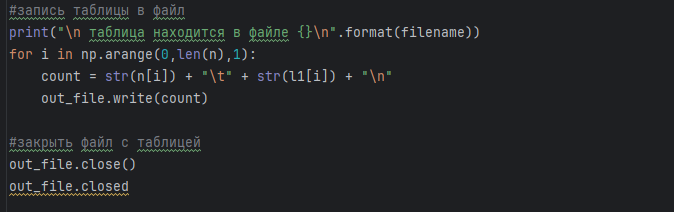 #запись таблицы в файл
print("\n таблица находится в файле {}\n".format(filename))
for i in np.arange(0,len(n),1):
    count = str(n[i]) + "\t" + str(l1[i]) + "\n"
    out_file.write(count)
#закрыть файл с таблицей
out_file.close()
out_file.closed